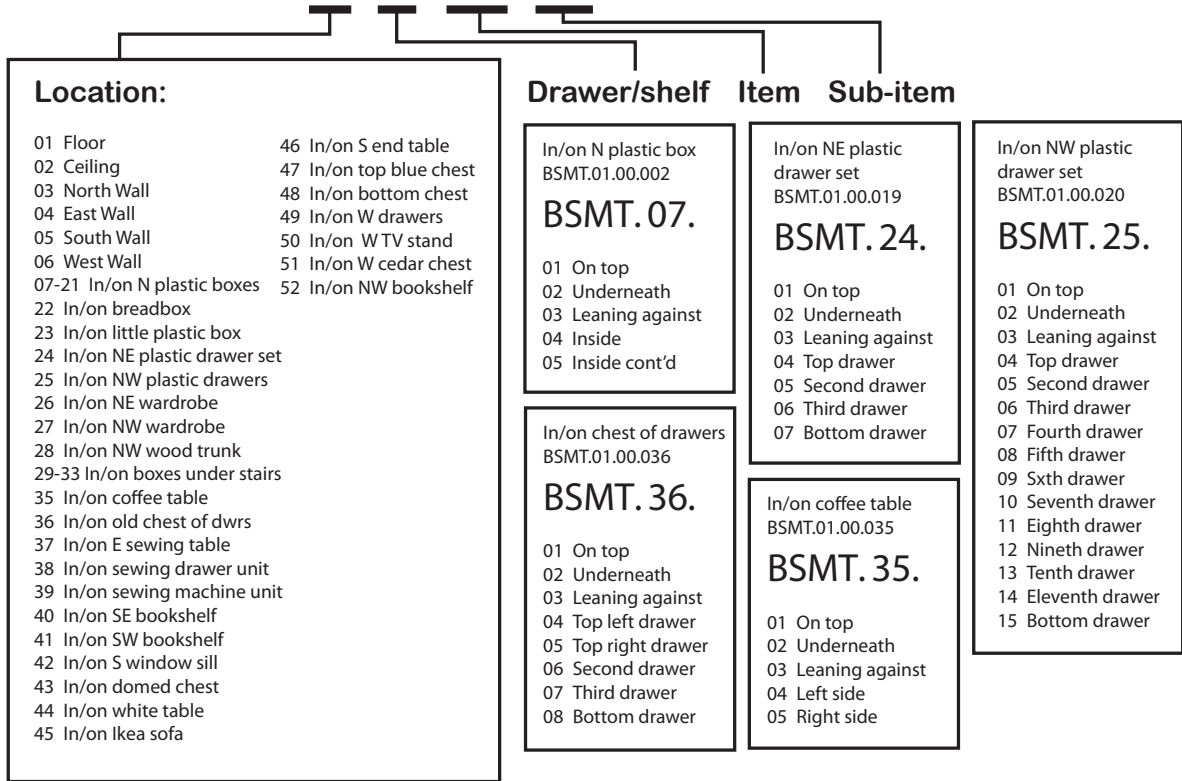 Location:
01 Floor
02 Ceiling
03 North Wall
04 East Wall
05 South Wall
06 West Wall
07-21 In/on N plastic boxes
22 In/on breadbox
23 In/on little plastic box
24 In/on NE plastic drawer set
25 In/on NW plastic drawers
26 In/on NE wardrobe
27 In/on NW wardrobe
28 In/on NW wood trunk
29-33 In/on boxes under stairs
35 In/on coffee table
36 In/on old chest of dwrs
37 In/on E sewing table
38 In/on sewing drawer unit
39 In/on sewing machine unit
40 In/on SE bookshelf
41 In/on SW bookshelf
42 In/on S window sill
43 In/on domed chest
44 In/on white table
45 In/on Ikea sofa
46 In/on S end table
47 In/on top blue chest
48 In/on bottom chest
49 In/on W drawers
50 In/on W TV stand
51 In/on W cedar chest
52 In/on NW bookshelf
Drawer/shelf Item Sub-item
In/on N plastic box
BSMT.01.00.002
BSMT. 07.
01 On top
02 Underneath
03 Leaning against
04 Inside
05 Inside cont'd
In/on chest of drawers
BSMT.01.00.036
BSMT. 36.
01 On top
02 Underneath
03 Leaning against
04 Top left drawer
05 Top right drawer
06 Second drawer
07 Third drawer
08 Bottom drawer
In/on NE plastic
drawer set
BSMT.01.00.019
BSMT. 24.
01 On top
02 Underneath
03 Leaning against
04 Top drawer
05 Second drawer
06 Third drawer
07 Bottom drawer
In/on coffee table
BSMT.01.00.035
BSMT. 35.
01 On top
02 Underneath
03 Leaning against
04 Left side
05 Right side
In/on NW plastic
drawer set
BSMT.01.00.020
BSMT. 25.
01 On top
02 Underneath
03 Leaning against
04 Top drawer
05 Second drawer
06 Third drawer
07 Fourth drawer
08 Fifth drawer
09 Sxth drawer
10 Seventh drawer
11 Eighth drawer
12 Nineth drawer
13 Tenth drawer
14 Eleventh drawer
15 Bottom drawer